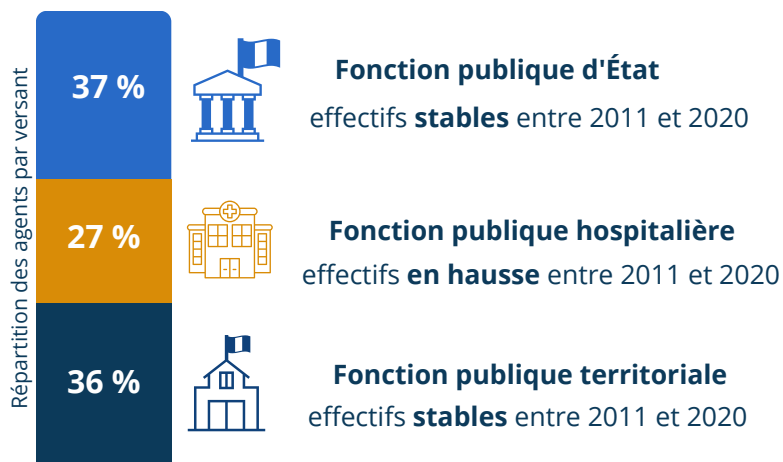 Répartition des agents par versant
37 %
Fonction publique d'État
effectifs stables entre 2011 et 2020
27 %
Fonction publique hospitalière
effectifs en hausse entre 2011 et 2020
36 %
Fonction publique territoriale
effectifs stables entre 2011 et 2020